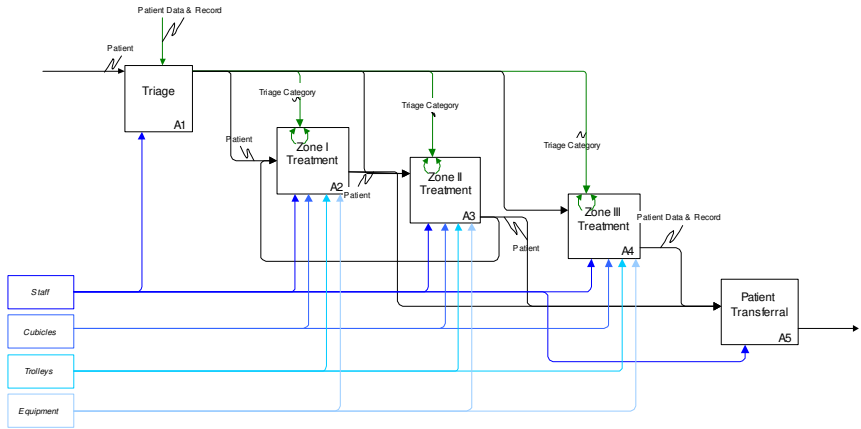 Patient Data & Record
Patient
Triage
A1
Triage Category
Triage Category
Triage Category
Patient
Zone I
Treatment
A2
Patient
Zone II
Treatment
A3
Patient
Zone III
Treatment
A4
Patient Data & Record
Staff
Cubicles
Trolleys
Equipment
Patient
Transferral
A5